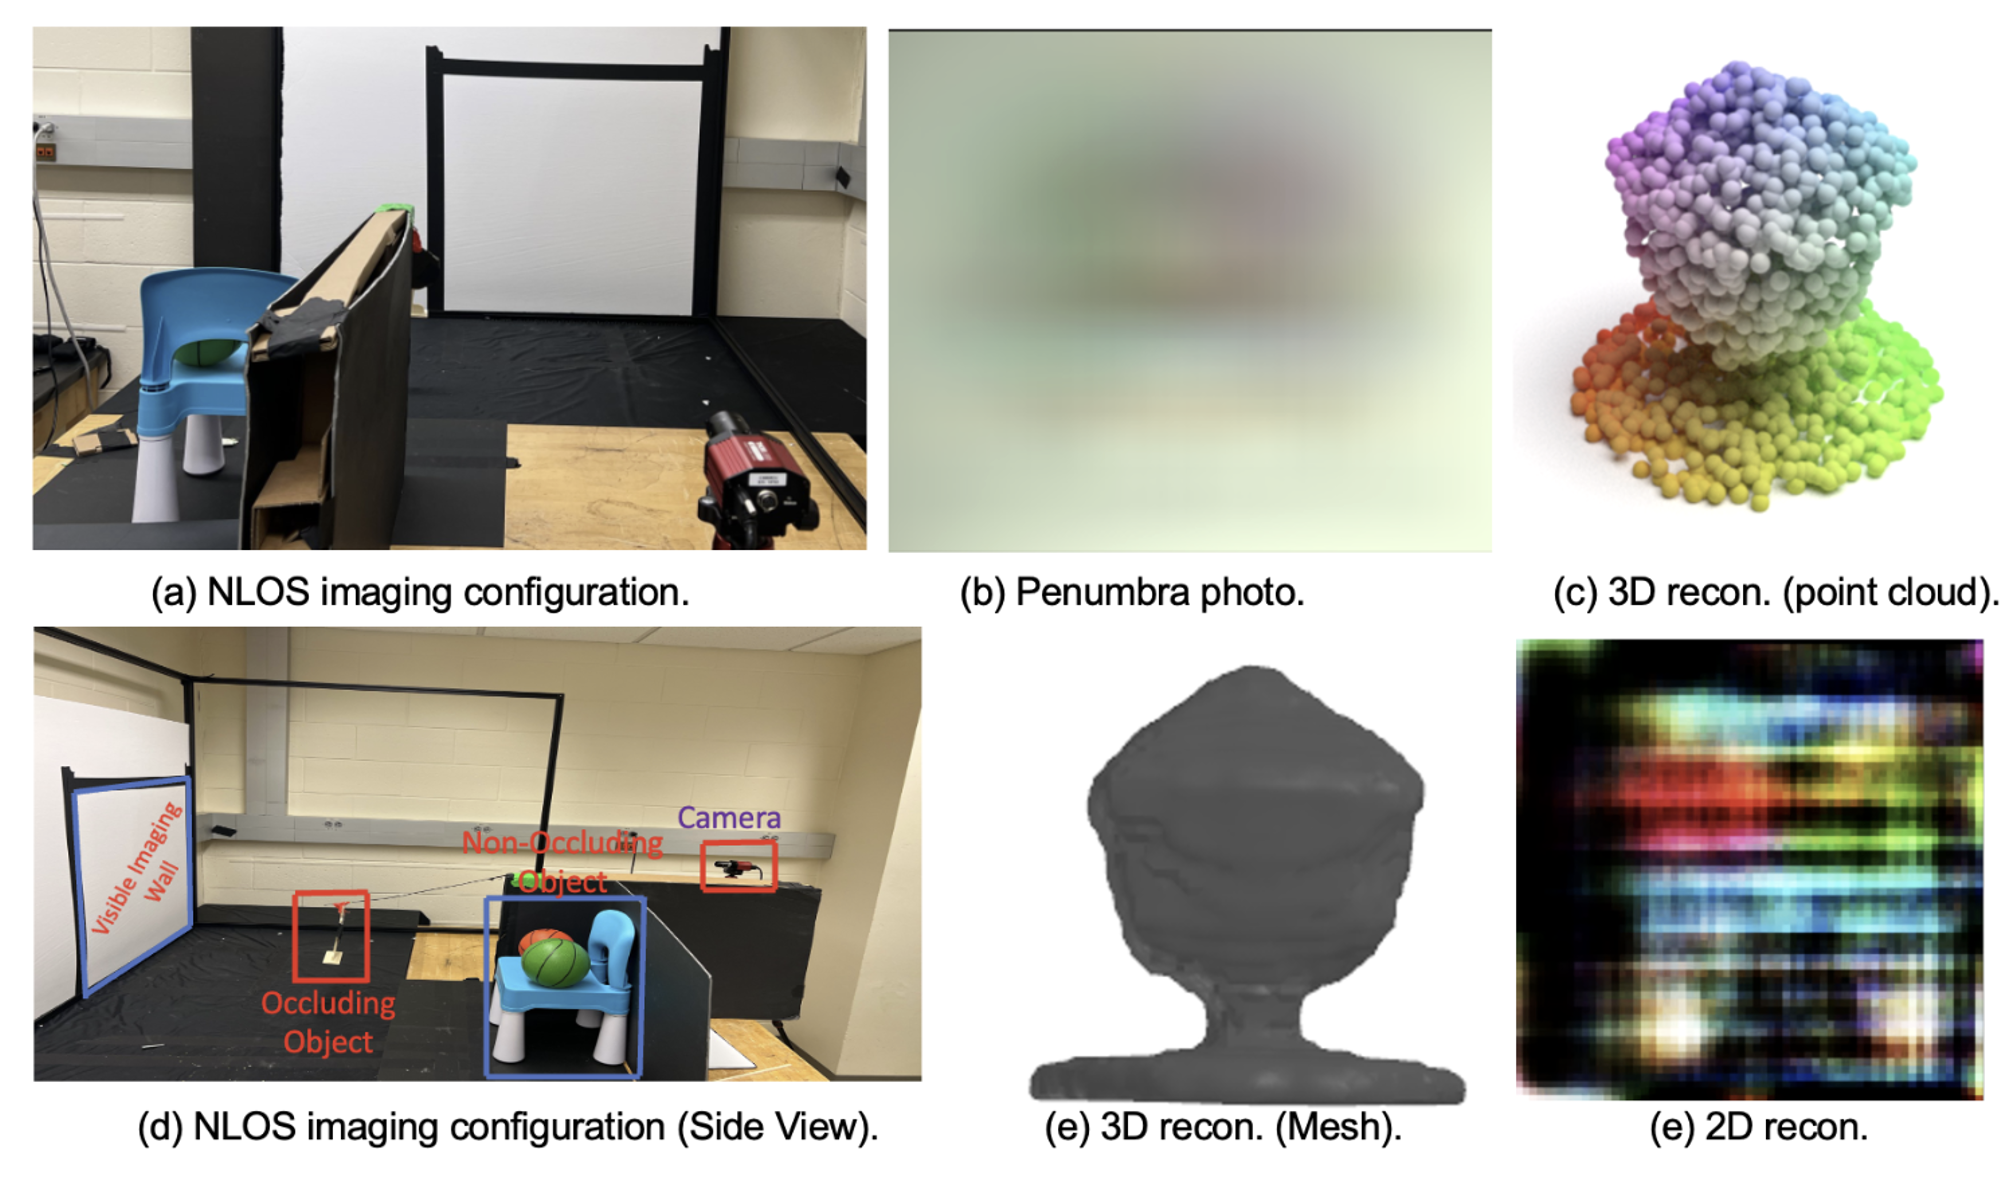 (a) NLOS imaging configuration.
(b) Penumbra photo.
(c) 3D recon. (point cloud).
Visible Imaging
Wall
Occluding
Object
Non-Occluding
Object
Camera
(d) NLOS imaging configuration (Side View).
(e) 3D recon. (Mesh).
(e) 2D recon.